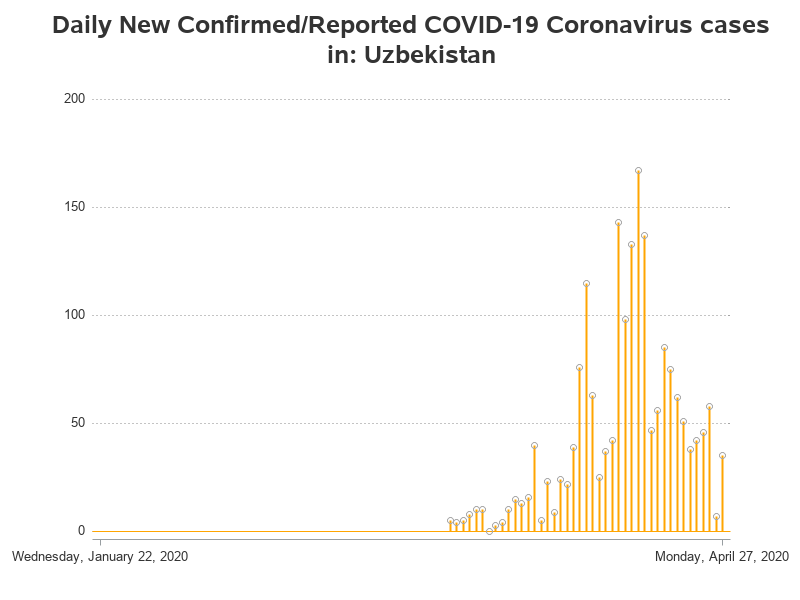 Daily New Confirmed/Reported COVID-19 Coronavirus cases
in: Uzbekistan
200
150
100
50
0
Wednesday, January 22, 2020
Monday, April 27, 2020